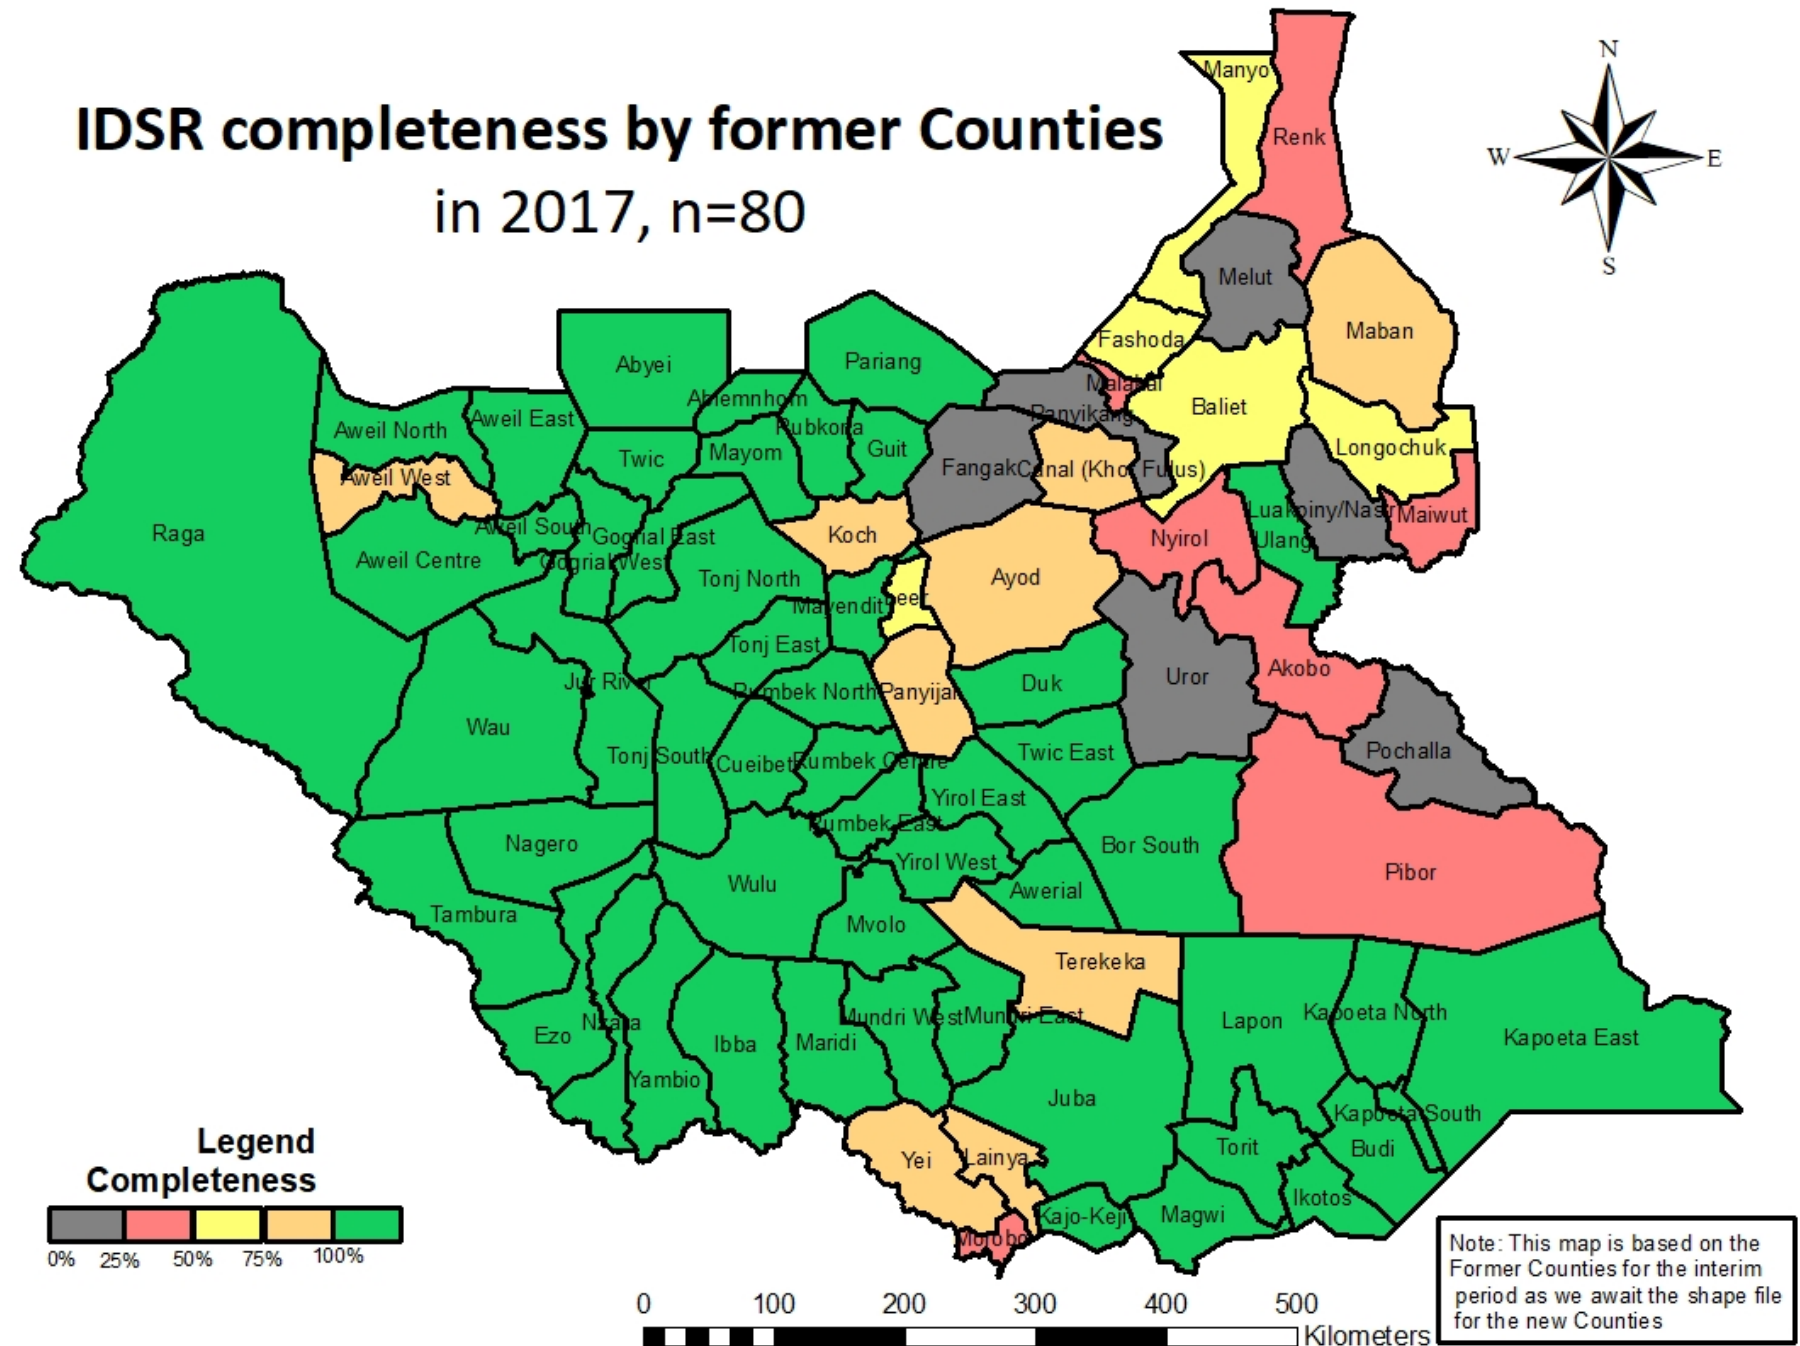 IDSR completeness by former Counties
in 2017, n=80
N
W
E
S
Manyo
Renk
Melut
Maban
Fashoda
Malakal
Baliet
Panyikang
Longochuk
Abyei
Pariang
Abiemnhom
Rubkona
Guit
Mayom
Twic
Aweil North
Aweil East
Aweil West
Aweil South
Aweil Centre
Raga
Gogrial East
Gogrial West
Fangak
Canal (Khor Fulus)
Luakpiny/Nasir
Maiwut
Nyirol
Ulang
Koch
Ayod
Tonj North
Mayendit
Leer
Tonj East
Jur River
Rumbek North
Panyijar
Duk
Uror
Akobo
Wau
Tonj South
Cueibet
Rumbek Centre
Twic East
Pochalla
Yirol East
Rumbek East
Nagero
Yirol West
Bor South
Pibor
Wulu
Awerial
Tambura
Mvolo
Terekeka
Ezo
Nzara
Ibba
Maridi
Mundri West
Mundri East
Lapon
Kapoeta North
Kapoeta East
Yambio
Juba
Kapoeta South
Torit
Budi
Yei
Lainya
Ikotos
Kajo-Keji
Magwi
Morobo
Legend
Completeness
0% 25% 50% 75% 100%
0 100 200 300 400 500
Kilometers
Note: This map is based on the
Former Counties for the interim
period as we await the shape file
for the new Counties